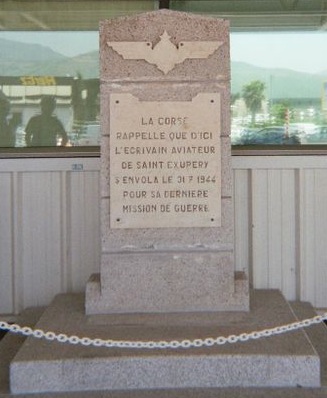 LA CORSE
RAPPELLE QUE D'ICI
L'ECRIVAIN AVIATEUR
DE SAINT EXUPERY
S'ENVOLA LE 31 7 1944
POUR SA DERNIERE
MISSION DE GUERRE